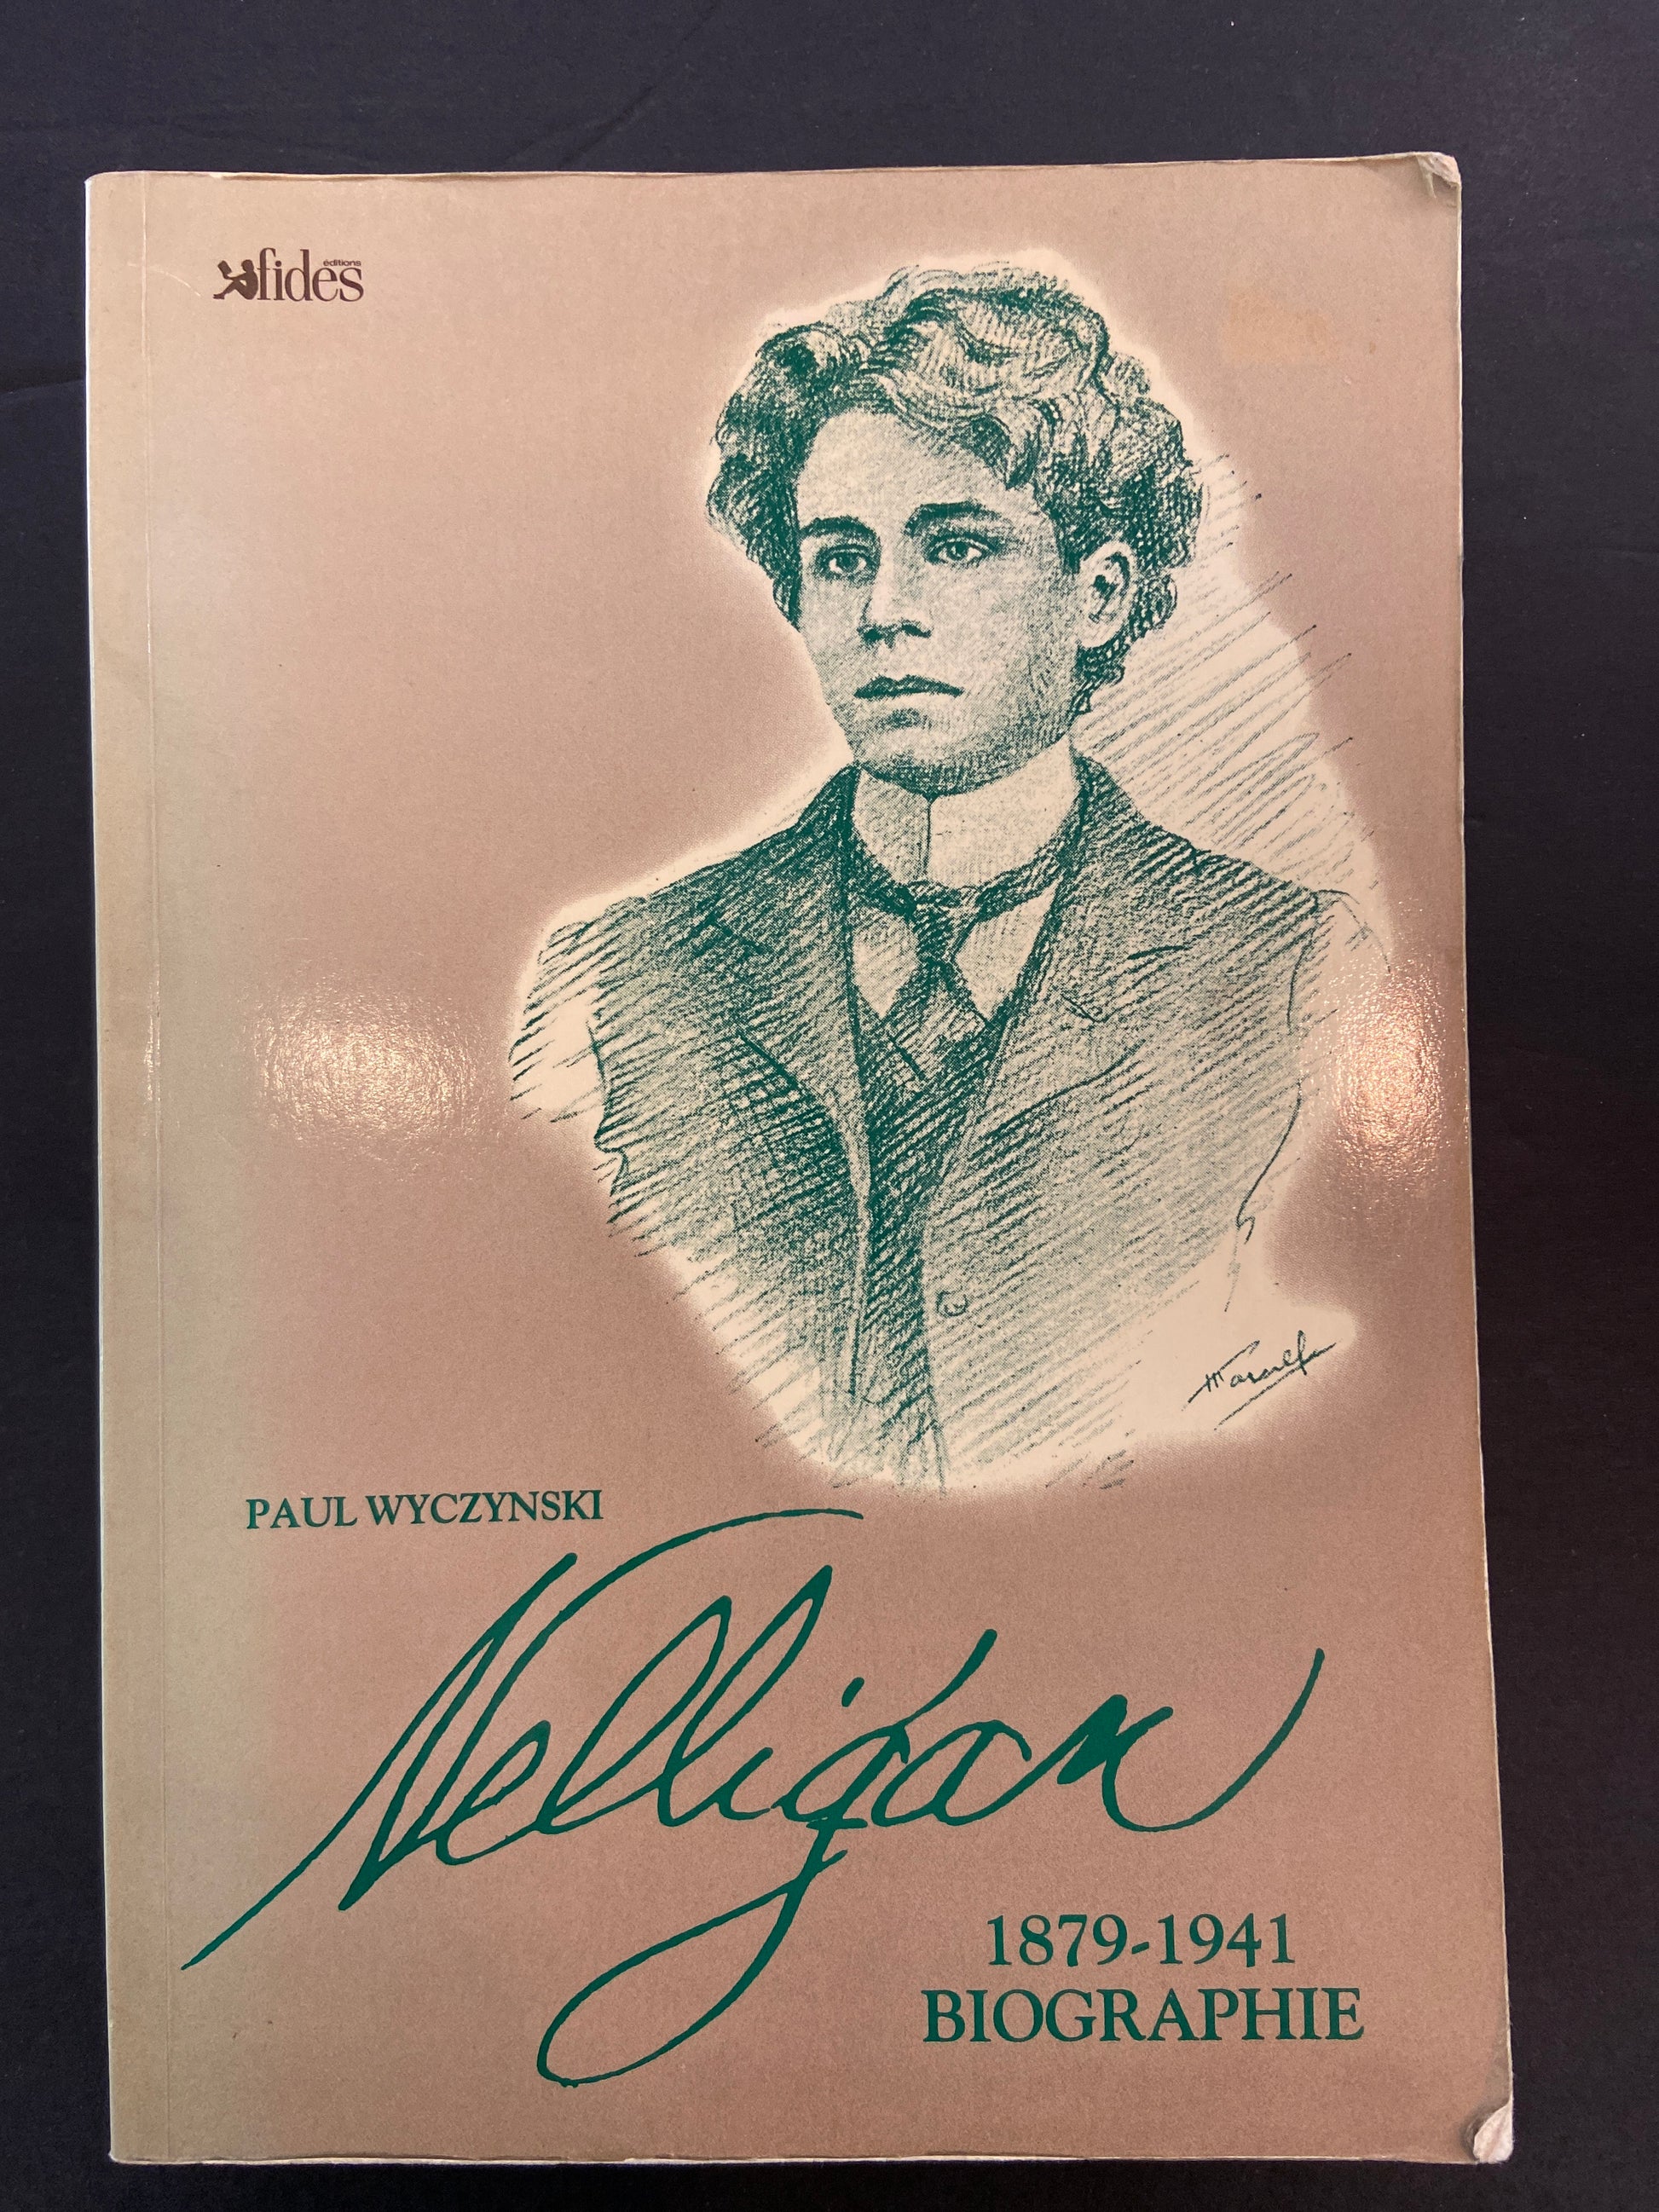 éditions
fides
PAUL WYCZYNSKI
Nelligan
1879-1941
BIOGRAPHIE